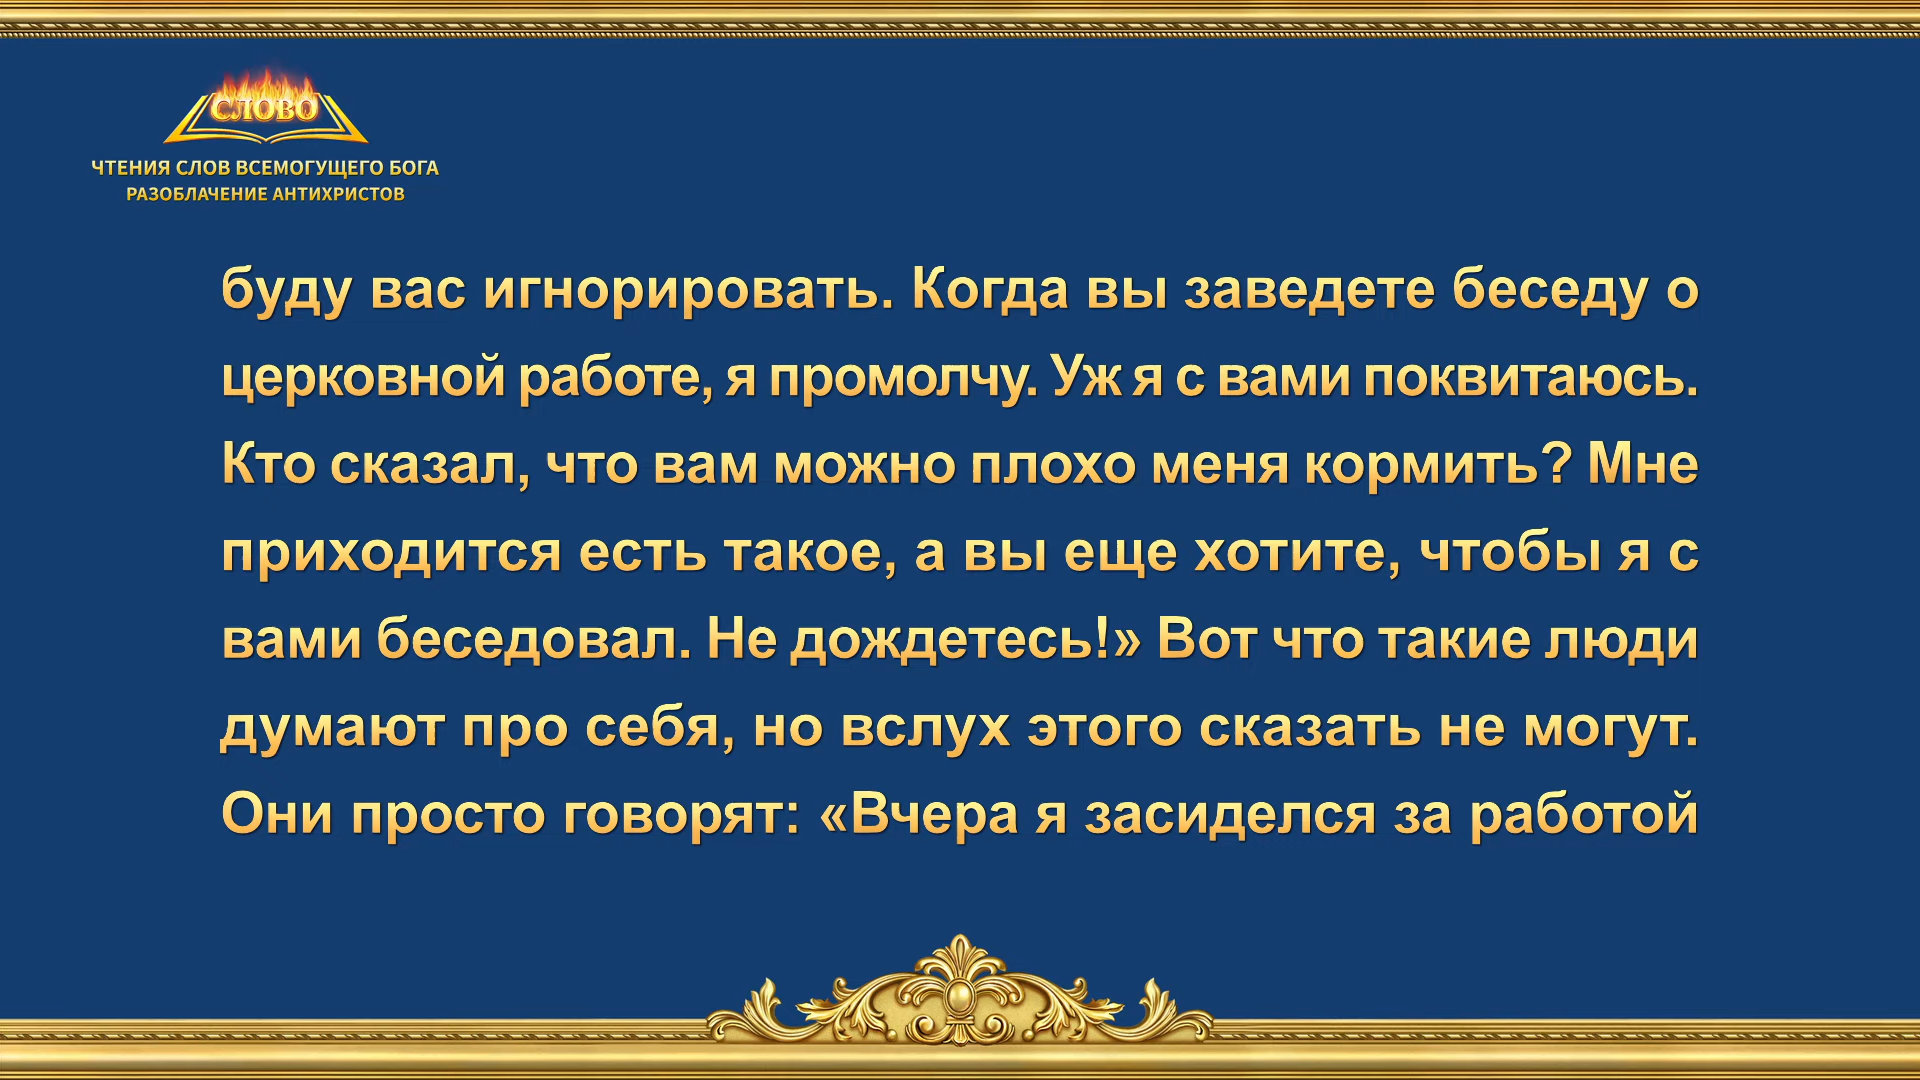 СЛОВО
ЧТЕНИЯ СЛОВ ВСЕМОГУЩЕГО БОГА
РАЗОБЛАЧЕНИЕ АНТИХРИСТОВ
буду вас игнорировать. Когда вы заведете беседу о
церковной работе, я промолчу. Уж я с вами поквитаюсь.
Кто сказал, что вам можно плохо меня кормить? Мне
приходится есть такое, а вы еще хотите, чтобы я с
вами беседовал. Не дождетесь!» Вот что такие люди
думают про себя, но вслух этого сказать не могут.
Они просто говорят: «Вчера я засиделся за работой